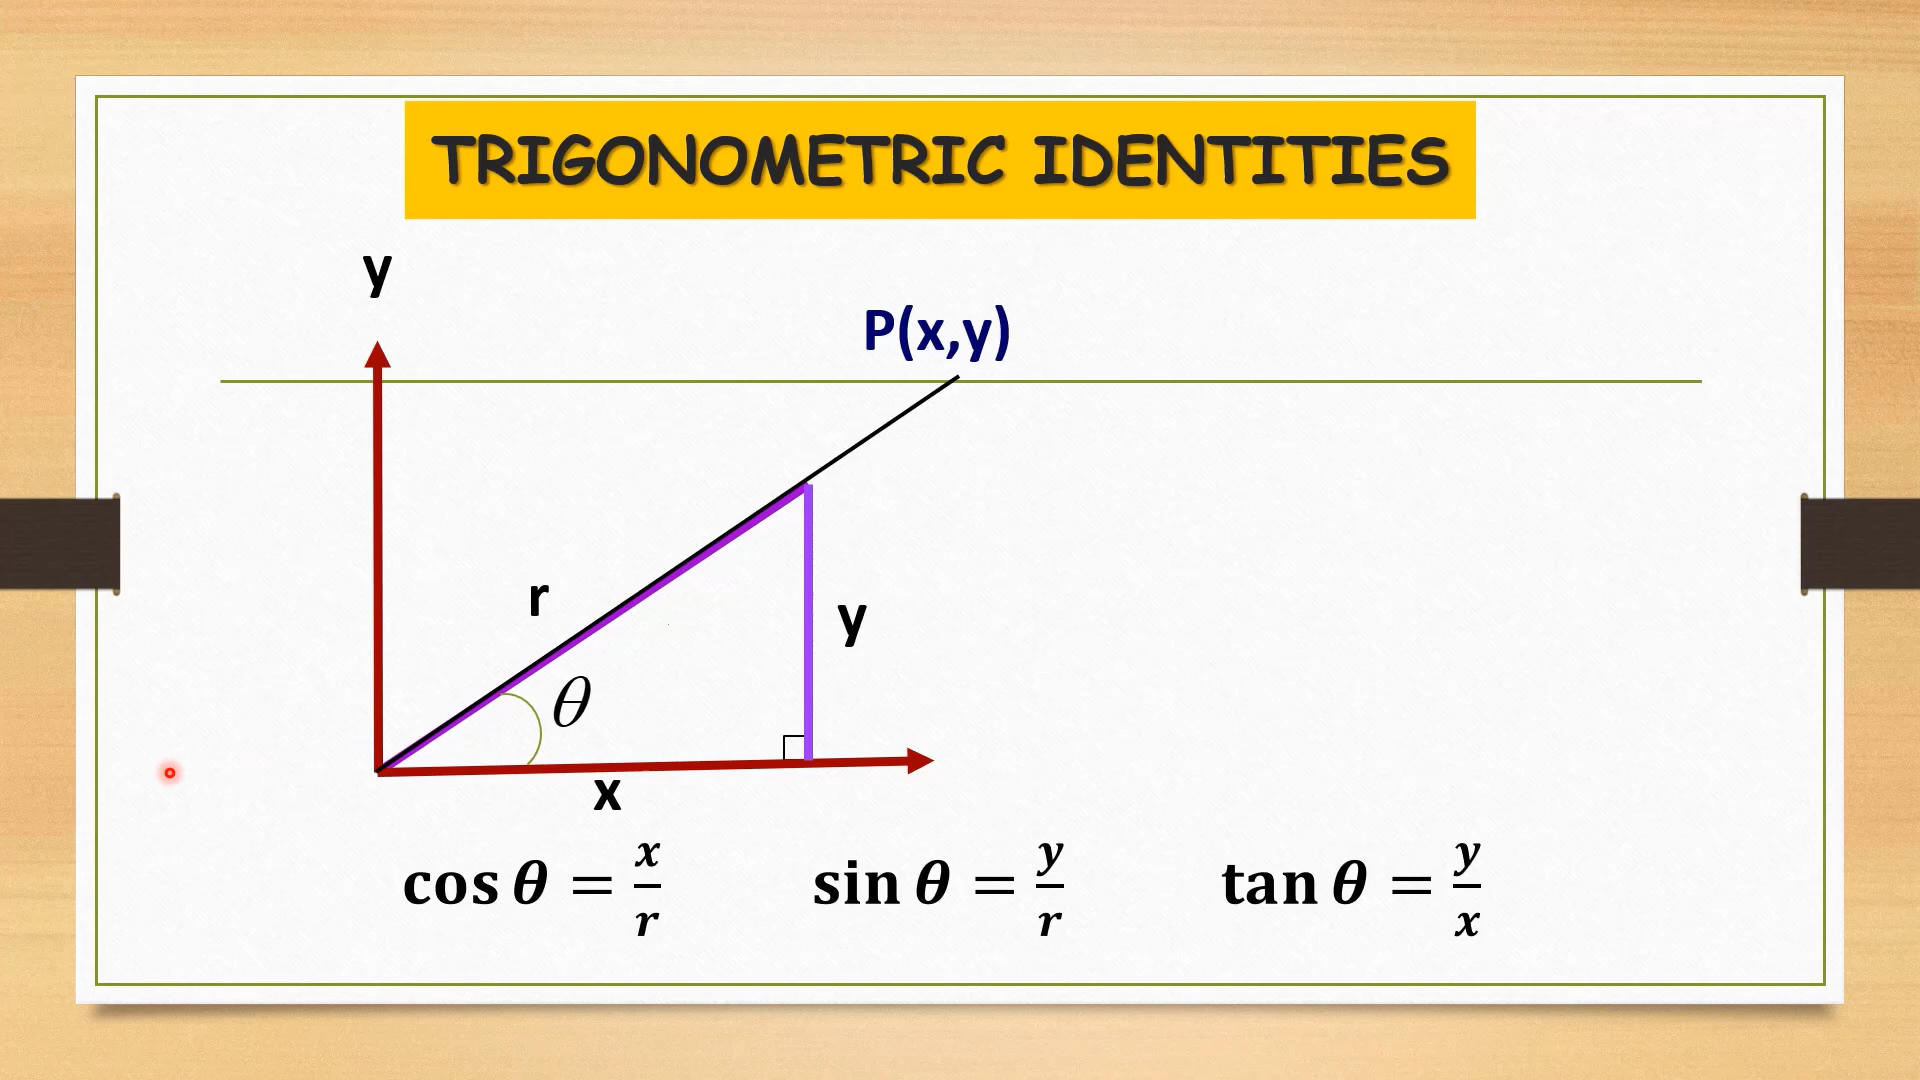 TRIGONOMETRIC IDENTITIES
y
P(x,y)
r
y
θ
x
cos θ = x/r
sin θ = y/r
tan θ = y/x